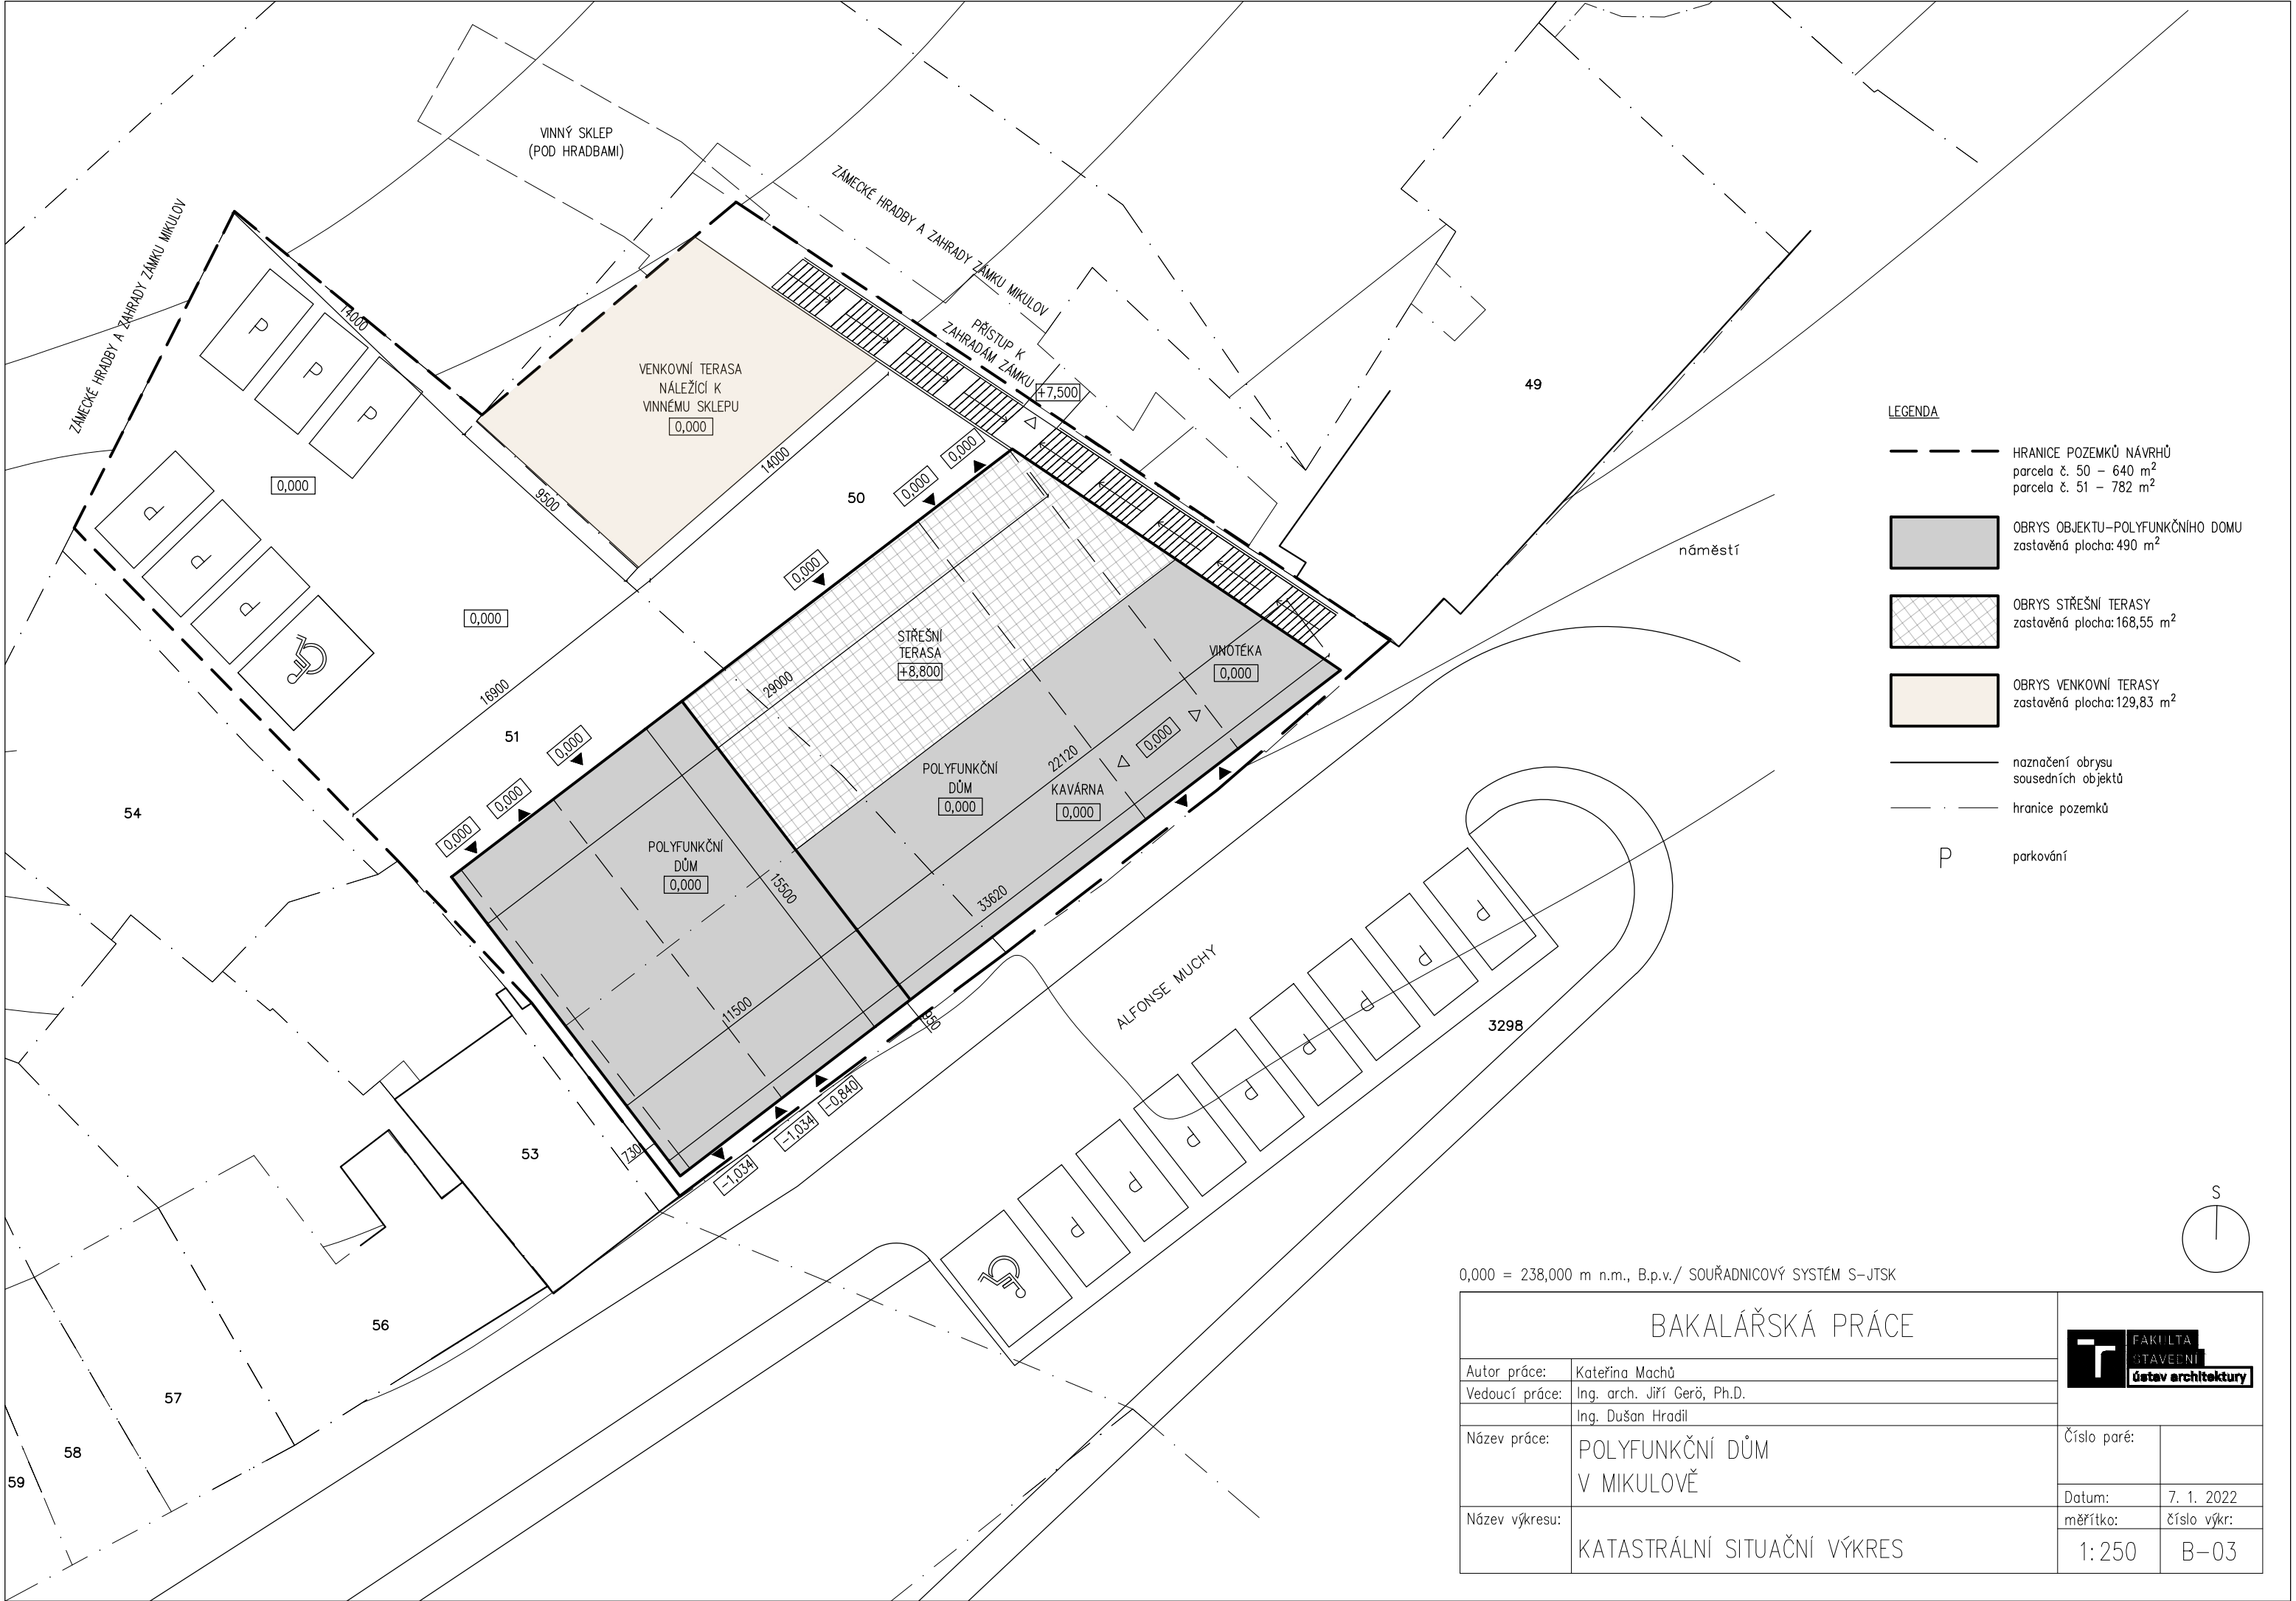 VINNÝ SKLEP
(POD HRADBAMI)
ZÁMECKÉ HRADBY A ZAHRADY ZÁMKU MIKULOV
ZÁMECKÉ HRADBY A ZAHRADY ZÁMKU MIKULOV
PŘÍSTUP K
ZAHRADÁM ZÁMKU
+7,500
49
14000
P
P
P
VENKOVNÍ TERASA
NÁLEŽÍCÍ K
VINNÉMU SKLEPU
0,000
14000
9500
0,000
50
0,000
0,000
0,000
P
P
P
0,000
náměstí
STŘEŠNÍ
TERASA
+8,800
VINOTÉKA
0,000
29000
16900
51
0,000
0,000
0,000
0,000
22120
POLYFUNKČNÍ
DŮM
0,000
KAVÁRNA
0,000
POLYFUNKČNÍ
DŮM
0,000
15500
33620
11500
950
54
ALFONSE MUCHY
3298
P
P
P
P
P
P
P
P
-0,840
-1,034
-1,034
730
53
56
57
58
59
LEGENDA
HRANICE POZEMKŮ NÁVRHŮ
parcela č. 50 – 640 m²
parcela č. 51 – 782 m²
OBRYS OBJEKTU–POLYFUNKČNÍHO DOMU
zastavěná plocha: 490 m²
OBRYS STŘEŠNÍ TERASY
zastavěná plocha: 168,55 m²
OBRYS VENKOVNÍ TERASY
zastavěná plocha: 129,83 m²
naznačení obrysu
sousedních objektů
hranice pozemků
P parkování
S
0,000 = 238,000 m n.m., B.p.v./ SOUŘADNICOVÝ SYSTÉM S-JTSK
BAKALÁŘSKÁ PRÁCE
FAKULTA
STAVEBNÍ
ústav architektury
Autor práce: Kateřina Machů
Vedoucí práce: Ing. arch. Jiří Gerö, Ph.D.
Ing. Dušan Hradil
Název práce: POLYFUNKČNÍ DŮM
V MIKULOVĚ
Číslo paré:
Datum: 7. 1. 2022
Název výkresu: KATASTRÁLNÍ SITUAČNÍ VÝKRES
měřítko: číslo výkr:
1:250 B-03